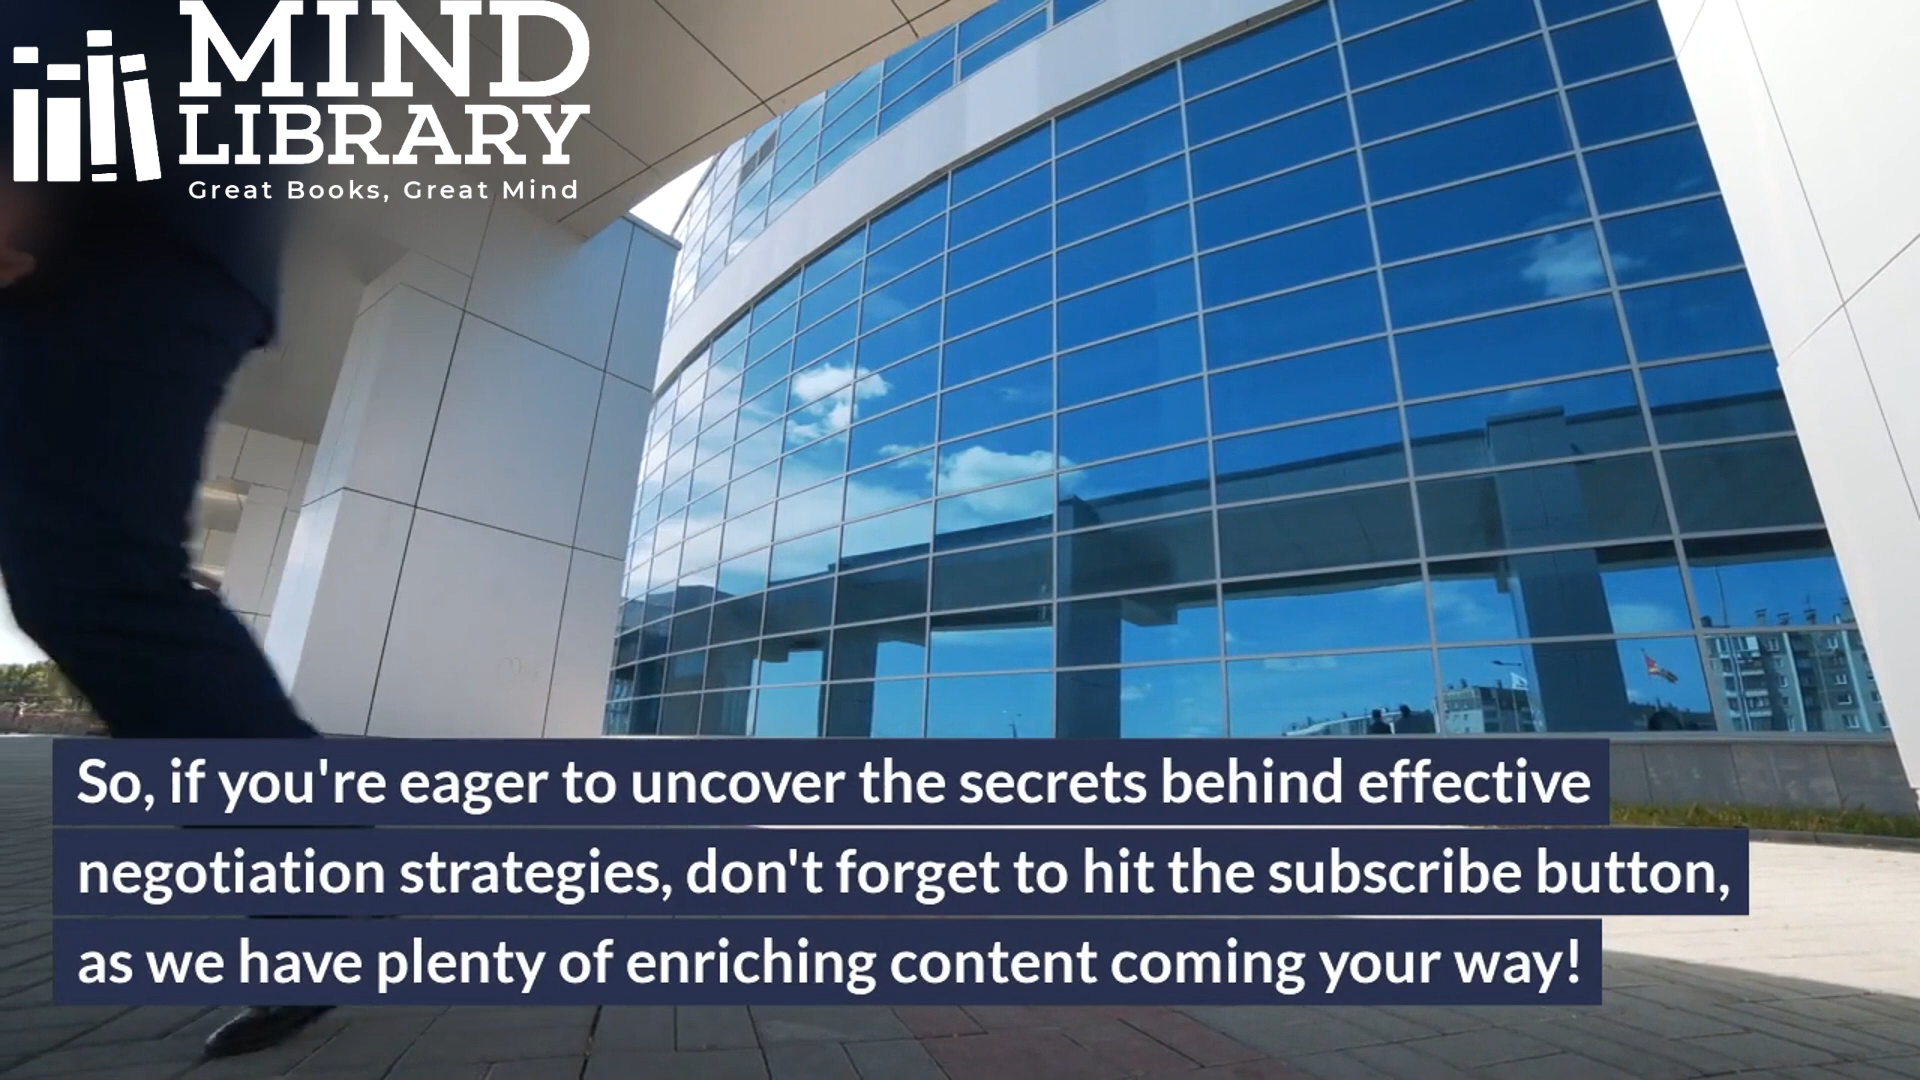 MIND
LIBRARY
Great Books, Great Mind
So, if you're eager to uncover the secrets behind effective
negotiation strategies, don't forget to hit the subscribe button,
as we have plenty of enriching content coming your way!